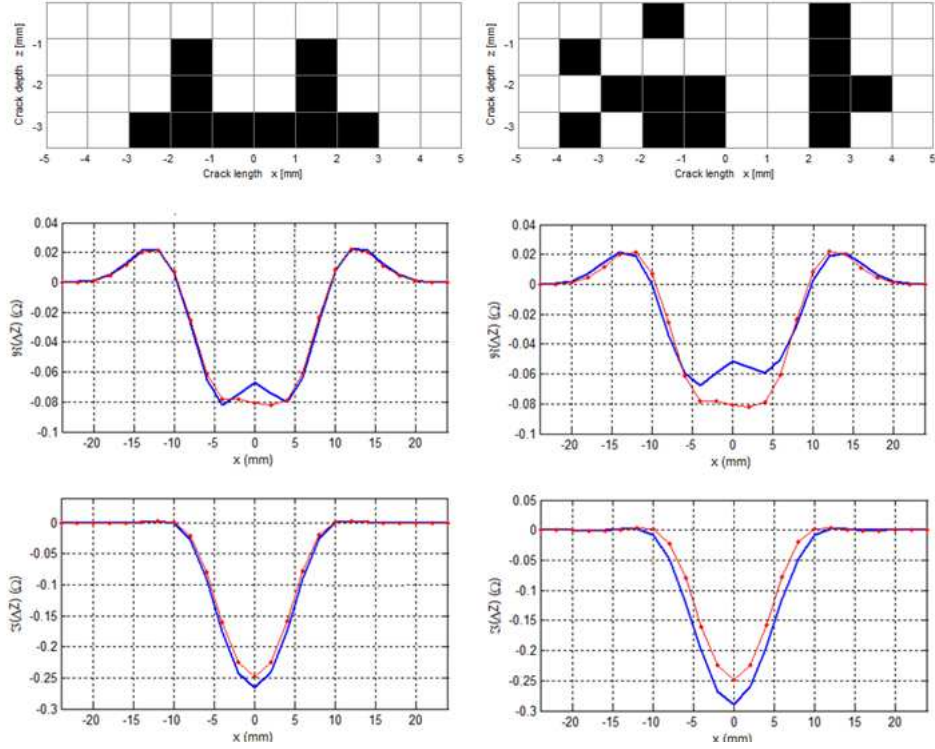 Crack depth z [mm]
-1
-2
-3
-5 -4 -3 -2 -1 0 1 2 3 4 5
Crack length x [mm]
Crack depth z [mm]
-1
-2
-3
-5 -4 -3 -2 -1 0 1 2 3 4 5
Crack length x [mm]
ℜ(ΔZ) (Ω)
0.04
0.02
0
-0.02
-0.04
-0.06
-0.08
-0.1
-20 -15 -10 -5 0 5 10 15 20
x (mm)
ℜ(ΔZ) (Ω)
0.04
0.02
0
-0.02
-0.04
-0.06
-0.08
-0.1
-20 -15 -10 -5 0 5 10 15 20
x (mm)
ℑ(ΔZ) (Ω)
0
-0.05
-0.1
-0.15
-0.2
-0.25
-0.3
-20 -15 -10 -5 0 5 10 15 20
x (mm)
ℑ(ΔZ) (Ω)
0.05
0
-0.05
-0.1
-0.15
-0.2
-0.25
-0.3
-20 -15 -10 -5 0 5 10 15 20
x (mm)